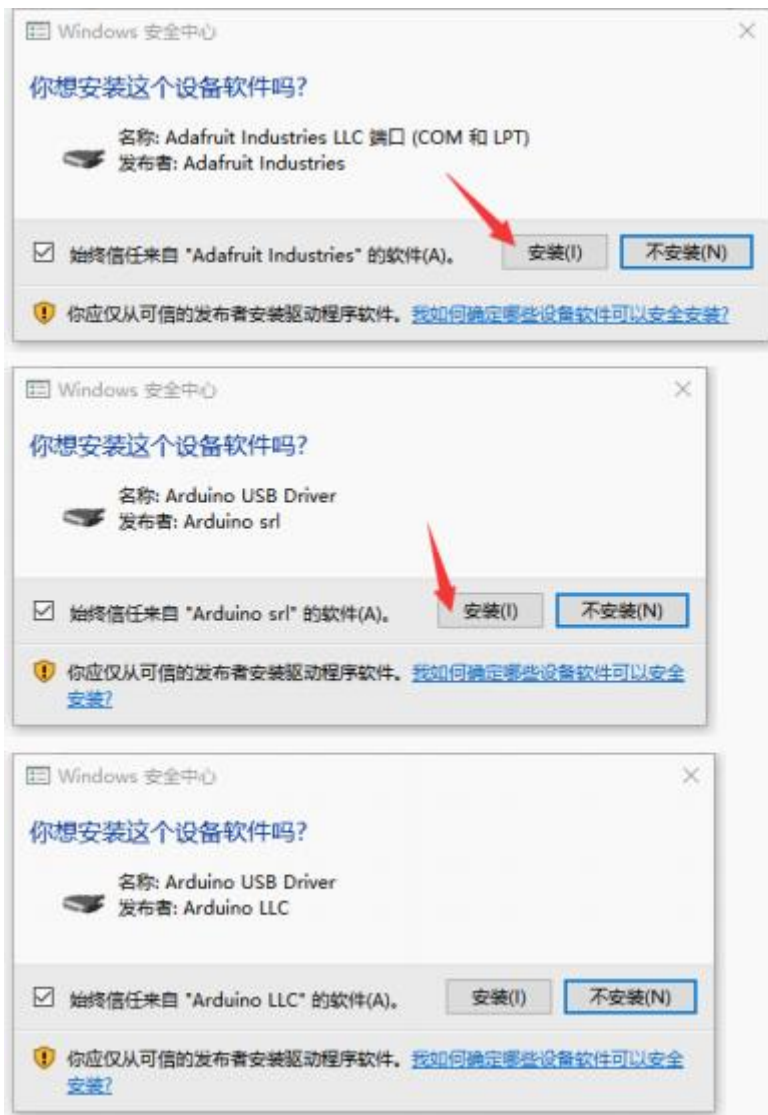 Windows 安全中心
你想安装这个设备软件吗?
名称: Adafruit Industries LLC 端口 (COM 和 LPT)
发布者: Adafruit Industries
始终信任来自 "Adafruit Industries" 的软件(A)。
安装(I)
不安装(N)
你应仅从可信的发布者安装驱动程序软件。我如何确定哪些设备软件可以安全安装?
Windows 安全中心
你想安装这个设备软件吗?
名称: Arduino USB Driver
发布者: Arduino srl
始终信任来自 "Arduino srl" 的软件(A)。
安装(I)
不安装(N)
你应仅从可信的发布者安装驱动程序软件。我如何确定哪些设备软件可以安全
安装?
Windows 安全中心
你想安装这个设备软件吗?
名称: Arduino USB Driver
发布者: Arduino LLC
始终信任来自 "Arduino LLC" 的软件(A)。
安装(I)
不安装(N)
你应仅从可信的发布者安装驱动程序软件。我如何确定哪些设备软件可以安全
安装?